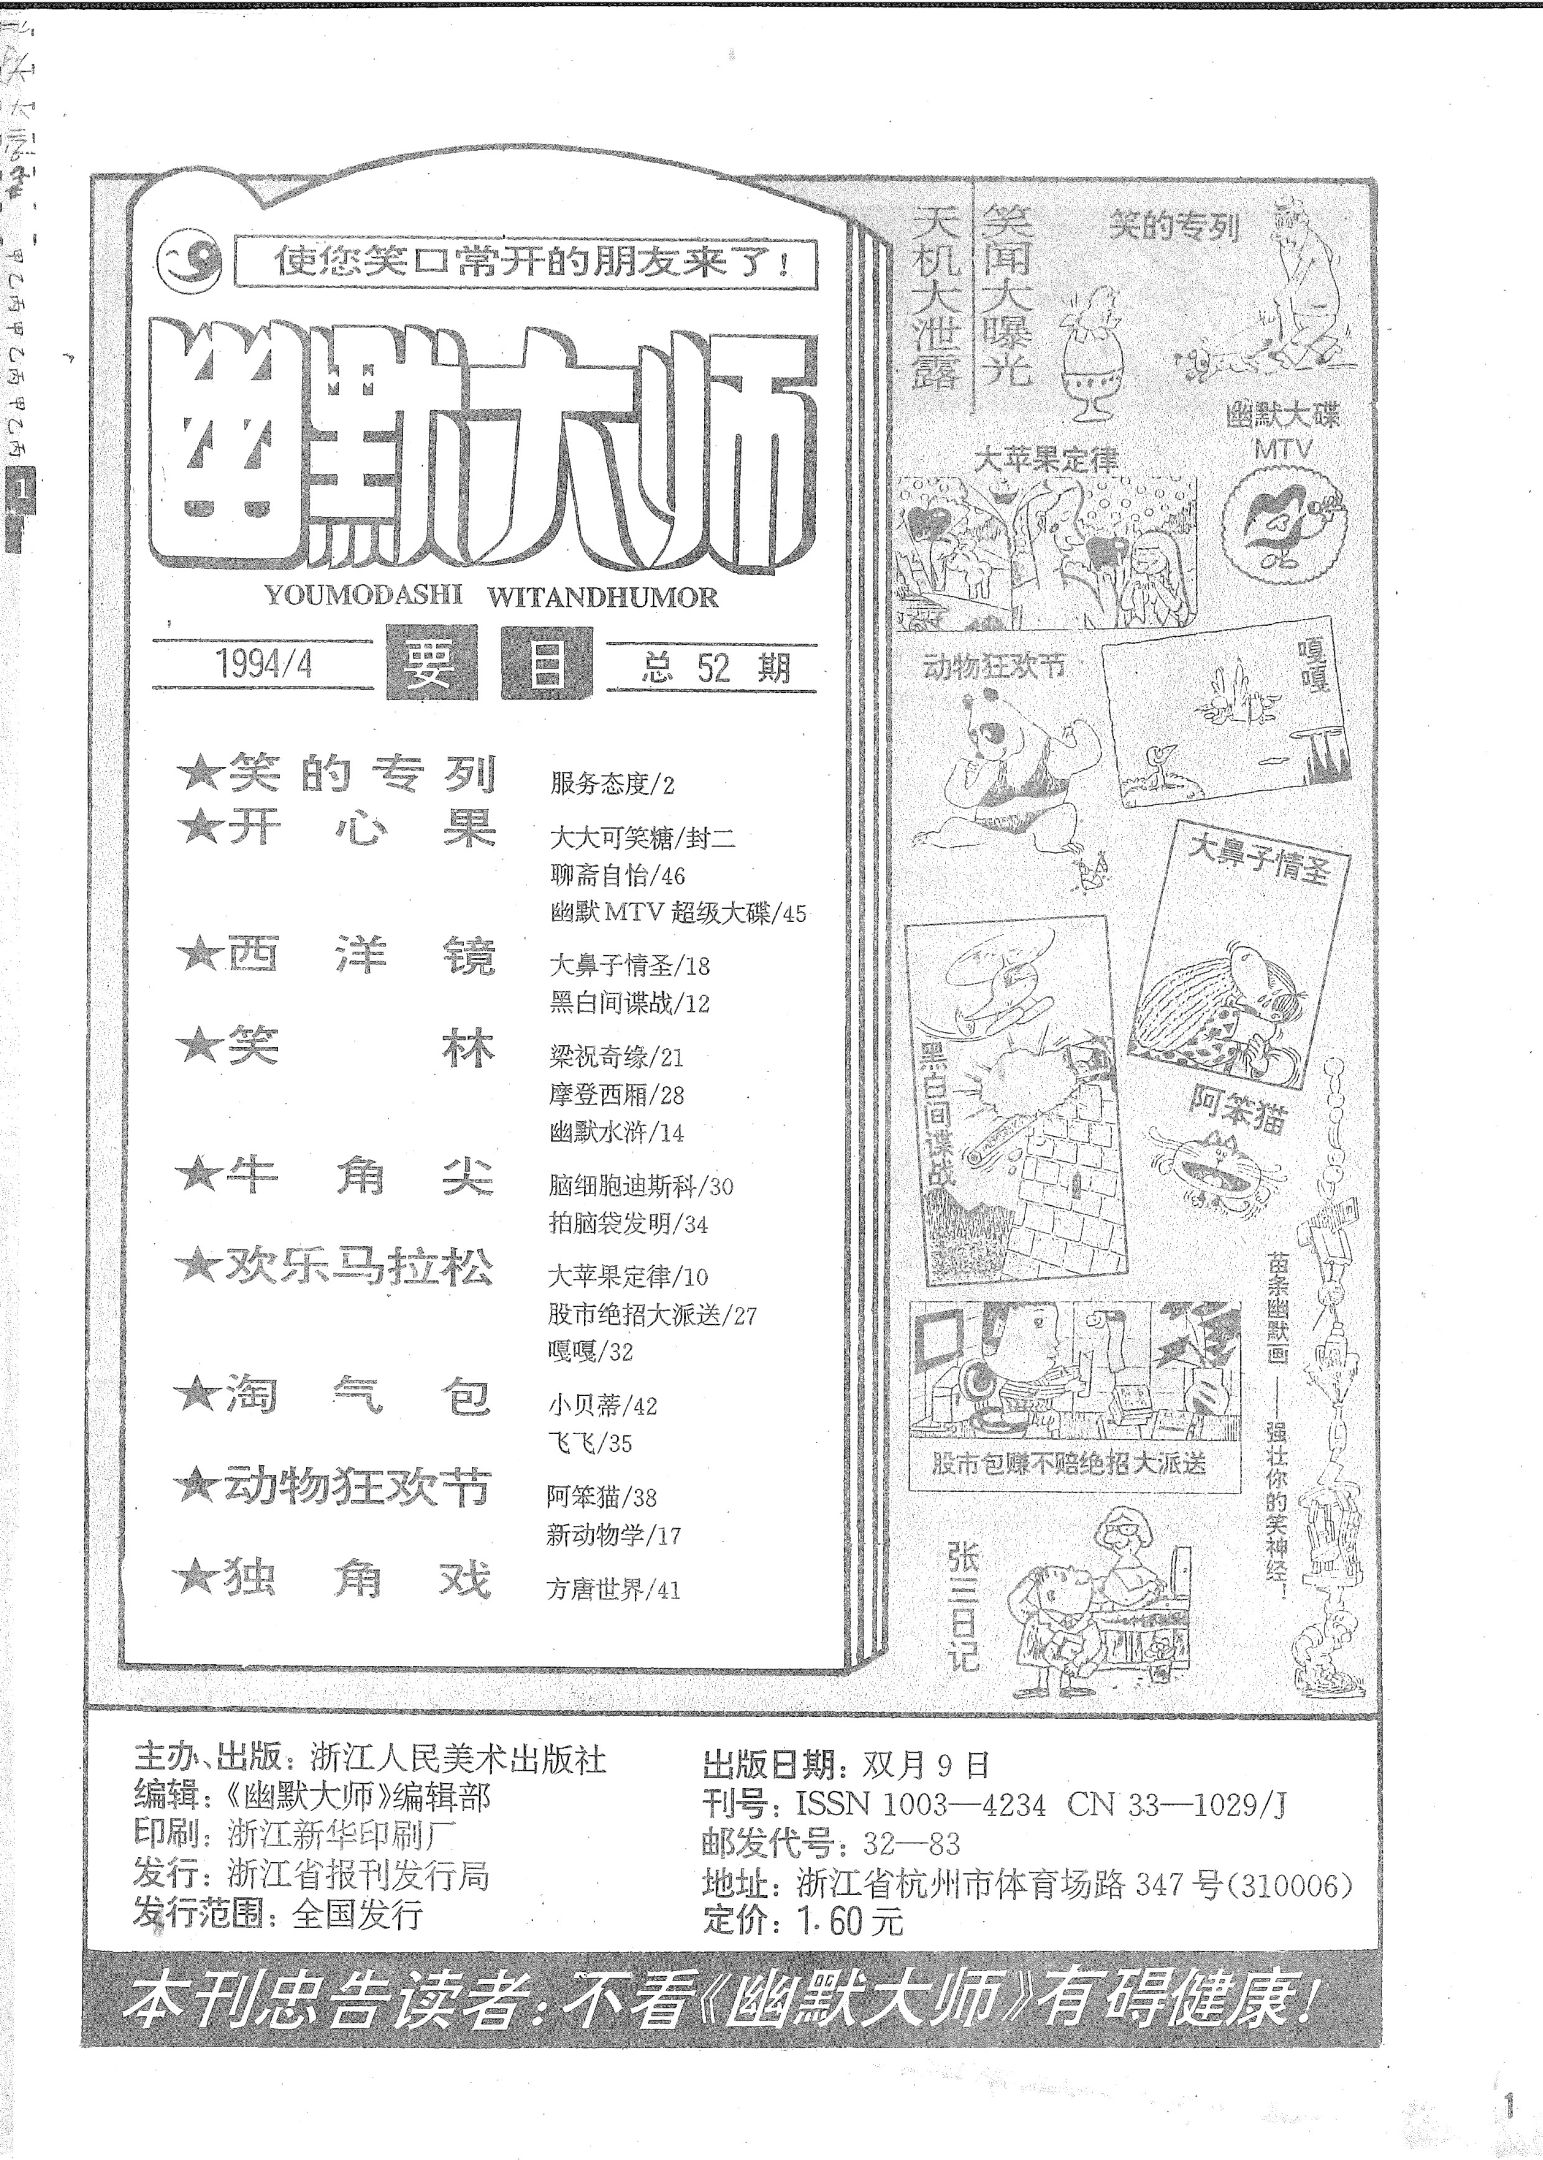 使您笑口常开的朋友来了!
幽默大师
YOUMODASHI WITANDHUMOR
1994/4 要目 总 52 期
★笑的专列 服务态度/2
★开心果 大大可笑糖/封二
聊斋自怡/46
幽默MTV超级大碟/45
★西洋镜 大鼻子情圣/18
黑白间谍战/12
★笑林 梁祝奇缘/21
摩登西厢/28
幽默水浒/14
★牛角尖 脑细胞迪斯科/30
拍脑袋发明/34
★欢乐马拉松 大苹果定律/10
股市绝招大派送/27
嘎嘎/32
★淘气包 小贝蒂/42
飞飞/35
★动物狂欢节 阿笨猫/38
新动物学/17
★独角戏 方唐世界/41
笑闻大曝光
天机大泄露
笑的专列
幽默大碟
MTV
大苹果定律
动物狂欢节
嘎嘎
大鼻子情圣
黑白间谍战
阿笨猫
苗条幽默画——强壮你的笑神经!
股市包赚不赔绝招大派送
张三日记
主办、出版:浙江人民美术出版社
编辑:《幽默大师》编辑部
印刷:浙江新华印刷厂
发行:浙江省报刊发行局
发行范围:全国发行
出版日期:双月9日
刊号:ISSN 1003—4234 CN 33—1029/J
邮发代号:32—83
地址:浙江省杭州市体育场路347号(310006)
定价:1.60元
本刊忠告读者:不看《幽默大师》有碍健康!
1
甲乙丙甲乙丙甲乙丙
1